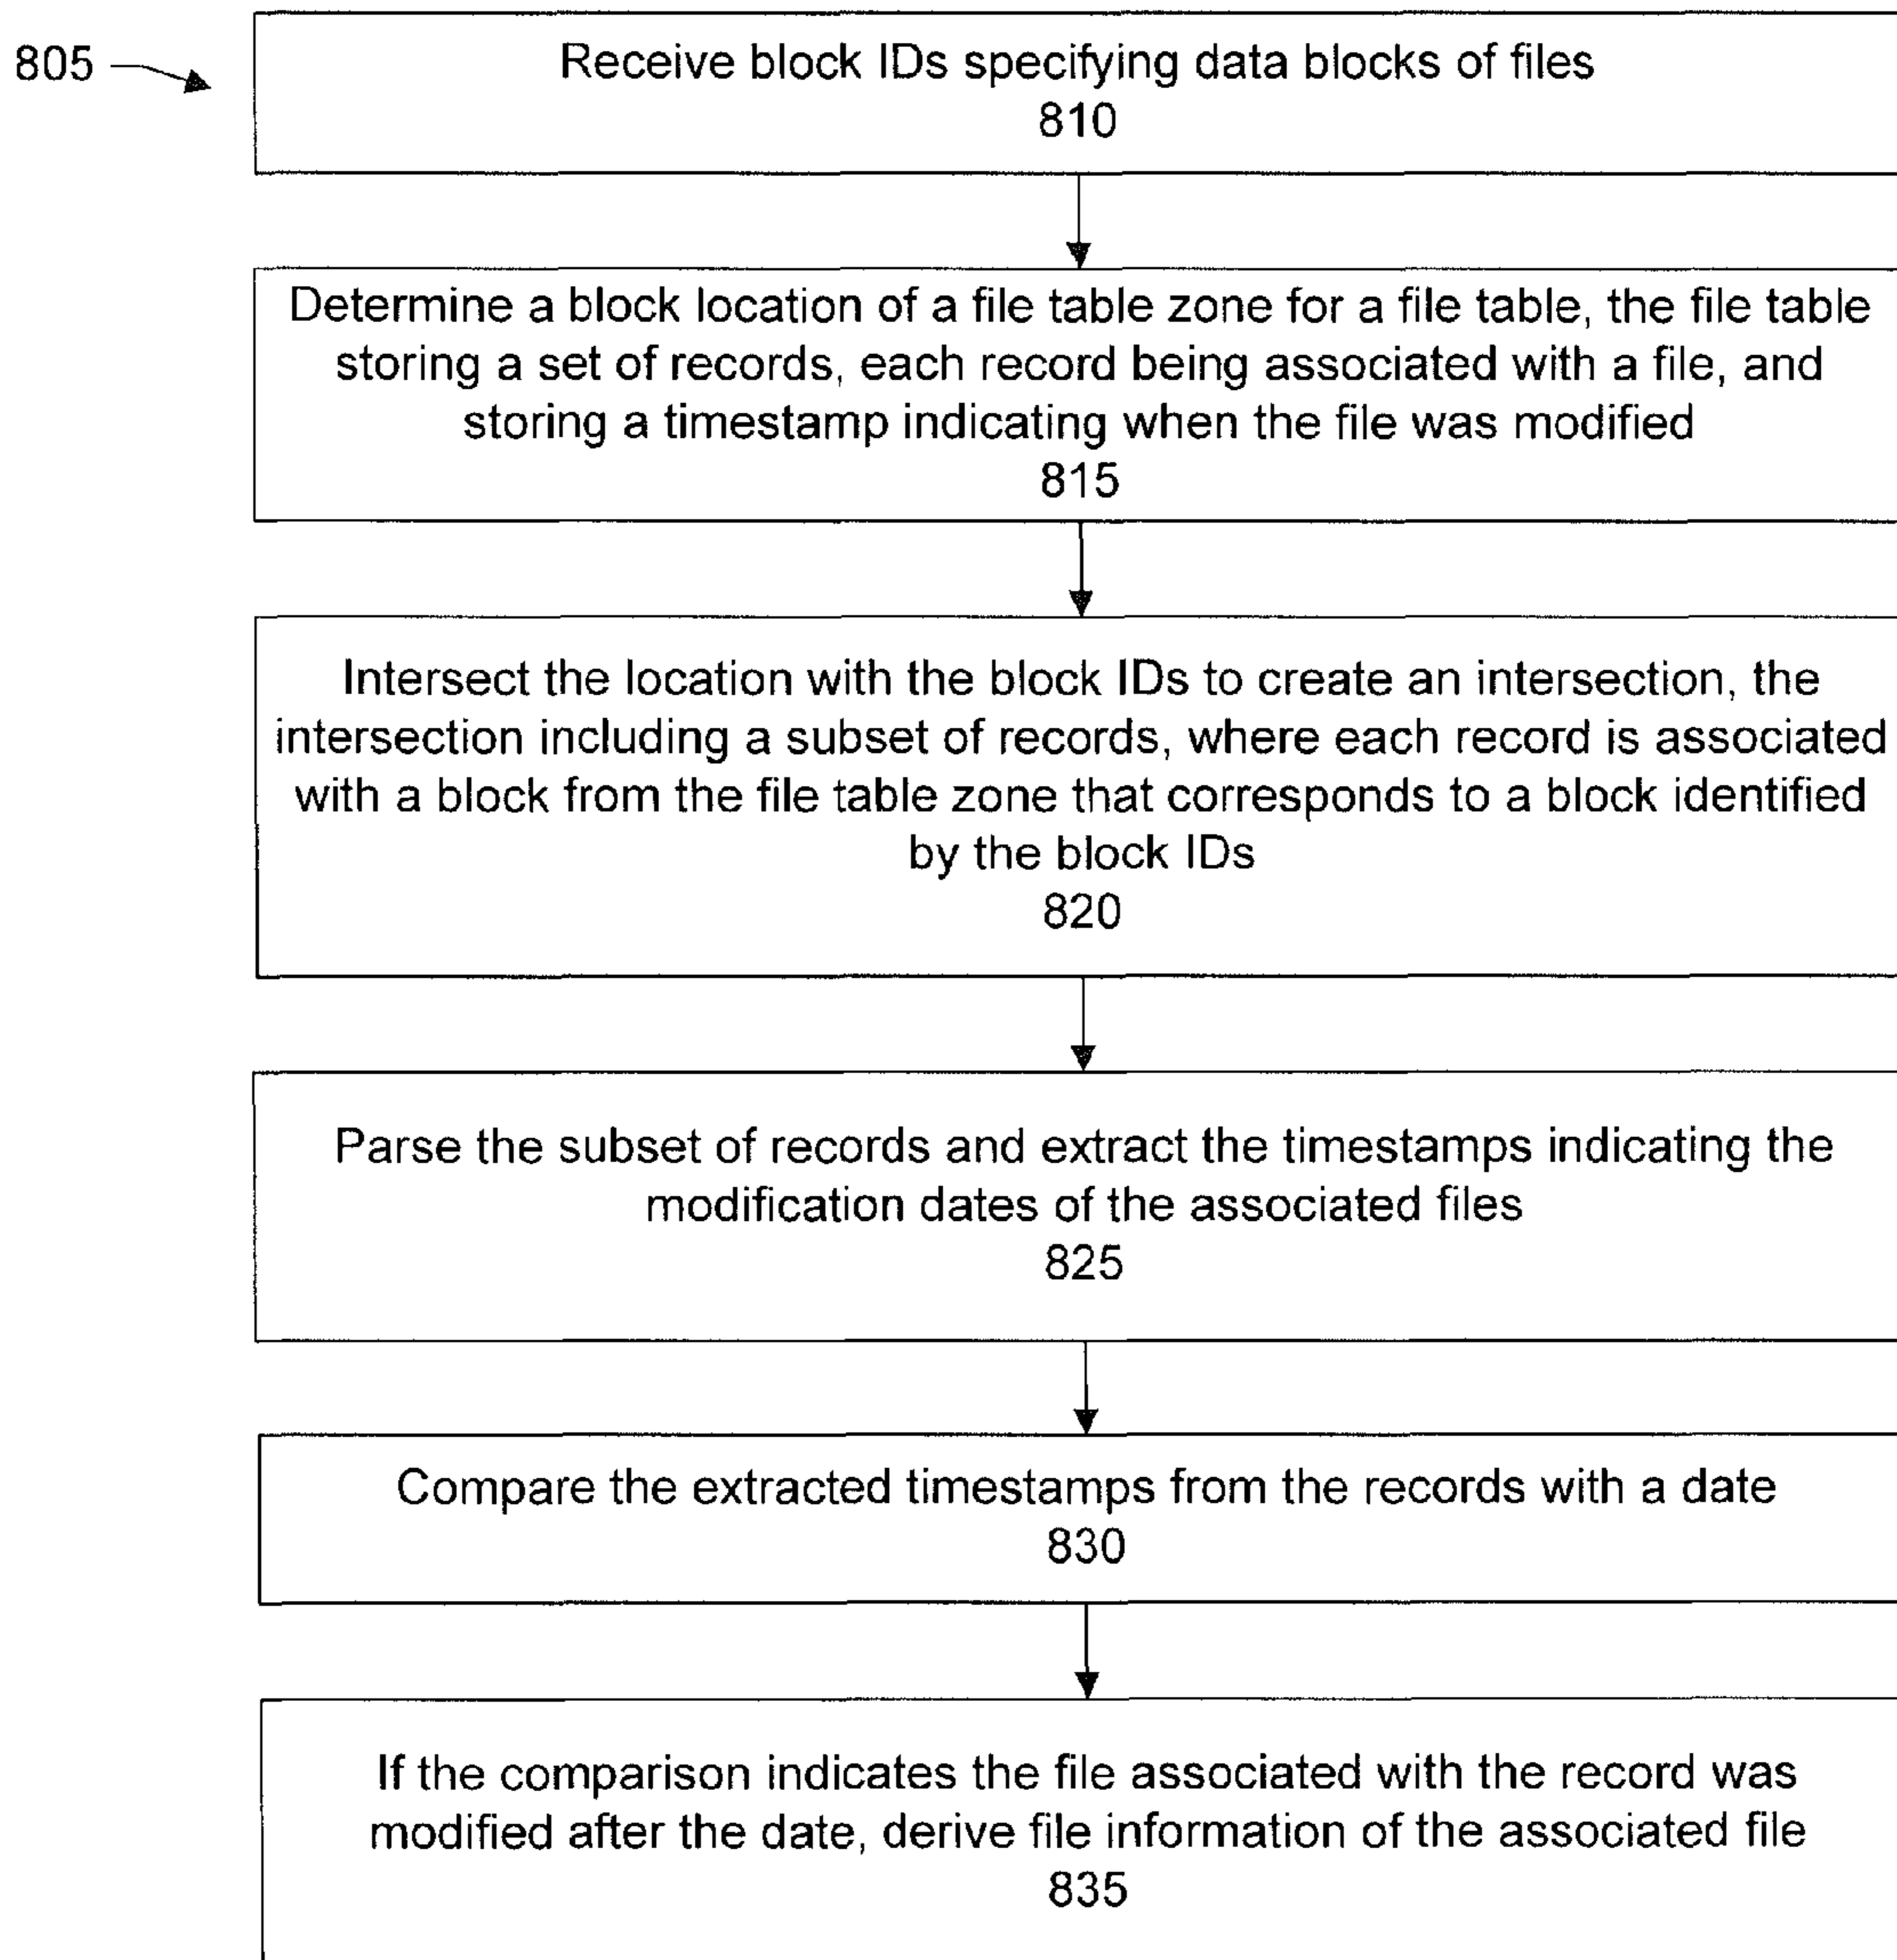 805
Receive block IDs specifying data blocks of files
810
Determine a block location of a file table zone for a file table, the file table
storing a set of records, each record being associated with a file, and
storing a timestamp indicating when the file was modified
815
Intersect the location with the block IDs to create an intersection, the
intersection including a subset of records, where each record is associated
with a block from the file table zone that corresponds to a block identified
by the block IDs
820
Parse the subset of records and extract the timestamps indicating the
modification dates of the associated files
825
Compare the extracted timestamps from the records with a date
830
If the comparison indicates the file associated with the record was
modified after the date, derive file information of the associated file
835